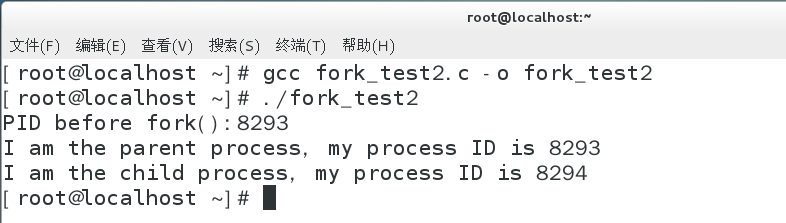 root@localhost:~
文件(F) 编辑(E) 查看(V) 搜索(S) 终端(T) 帮助(H)
[root@localhost ~]# gcc fork_test2.c -o fork_test2
[root@localhost ~]# ./fork_test2
PID before fork():8293
I am the parent process, my process ID is 8293
I am the child process, my process ID is 8294
[root@localhost ~]#